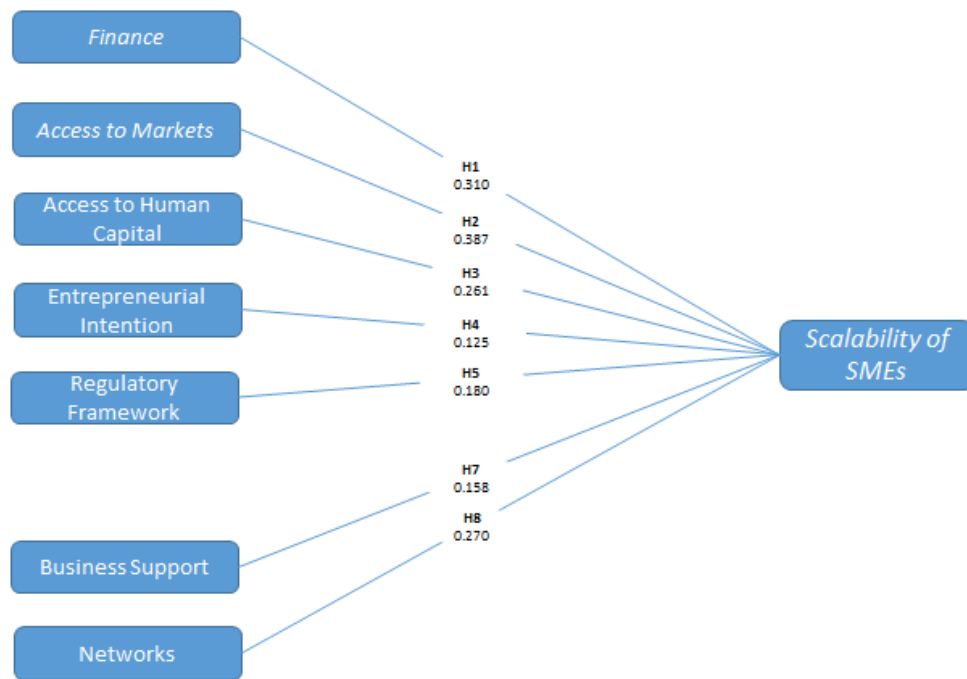 Finance
Access to Markets
Access to Human
Capital
Entrepreneurial
Intention
Regulatory
Framework
Business Support
Networks
H1
0.310
H2
0.387
H3
0.261
H4
0.125
H5
0.180
H7
0.158
H8
0.270
Scalability of
SMEs